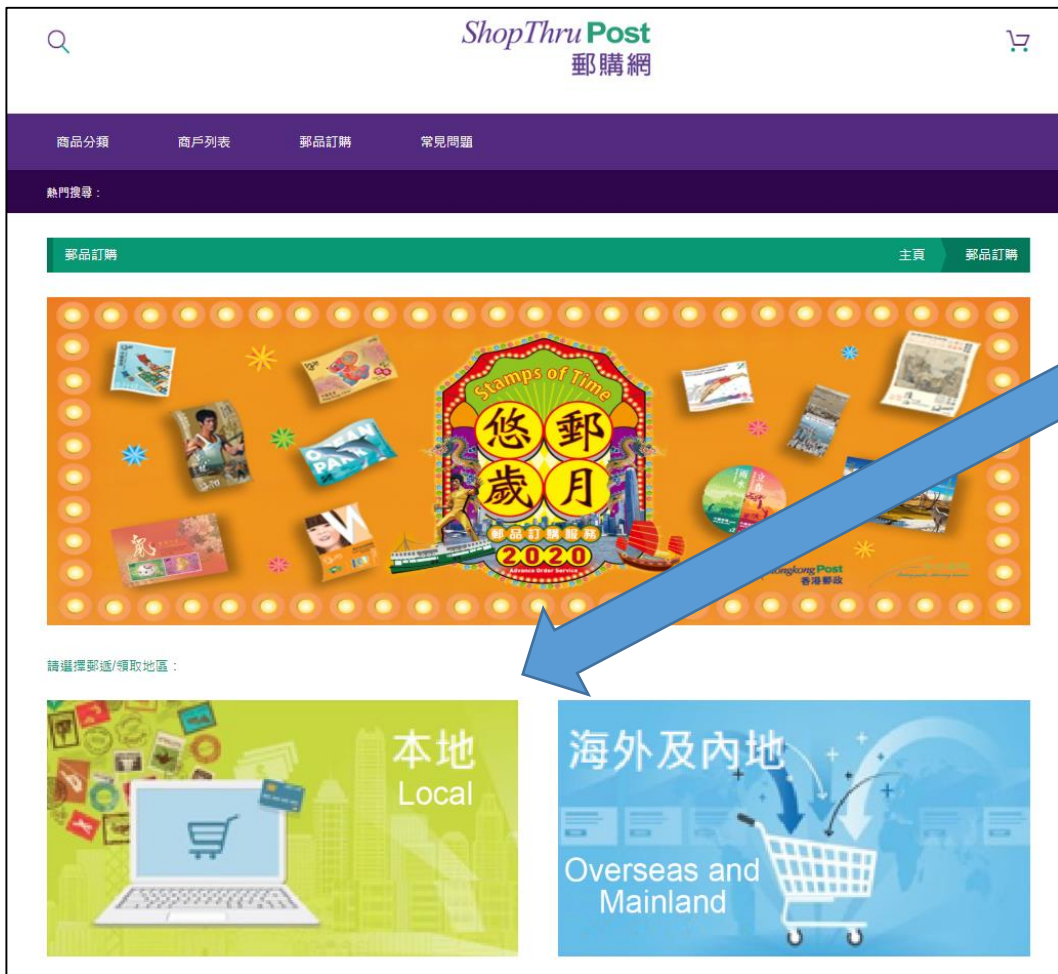 ShopThru Post
郵購網
商品分類 商戶列表 郵品訂購 常見問題
熱門搜尋：
郵品訂購 主頁 郵品訂購
Stamps of Time
悠郵
歲月
郵品訂購服務
2020
Advance Order Service
OCEAN PARK
Hongkong Post
香港郵政
請選擇郵遞/領取地區：
本地
Local
海外及內地
Overseas and
Mainland